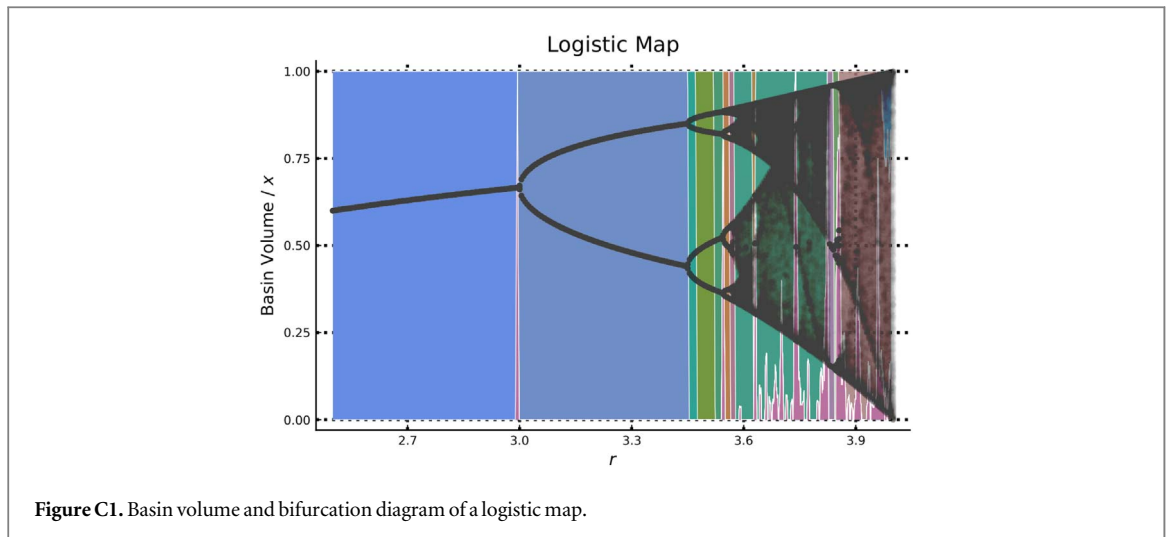 Logistic Map
1.00
0.75
0.50
0.25
0.00
Basin Volume / x
2.7
3.0
3.3
3.6
3.9
r
Figure C1. Basin volume and bifurcation diagram of a logistic map.